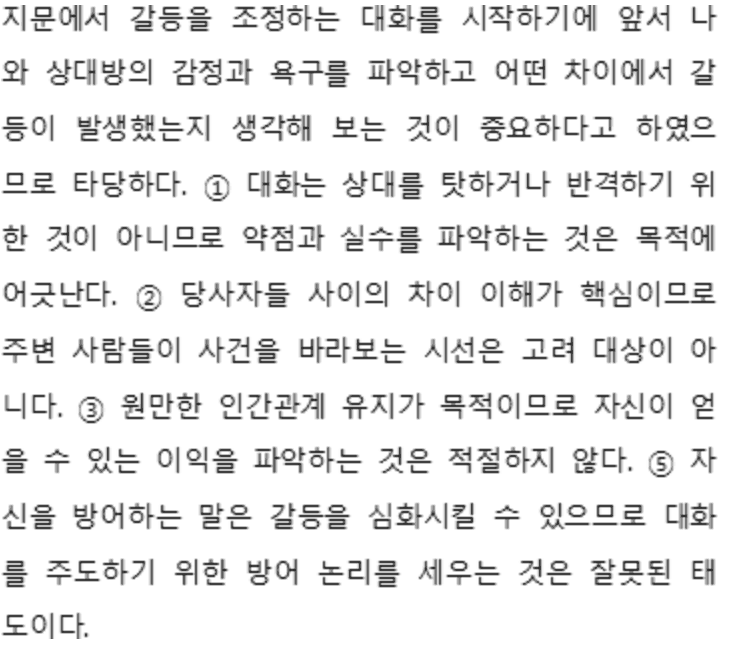 지문에서 갈등을 조정하는 대화를 시작하기에 앞서 나
와 상대방의 감정과 욕구를 파악하고 어떤 차이에서 갈
등이 발생했는지 생각해 보는 것이 중요하다고 하였으
므로 타당하다. ① 대화는 상대를 탓하거나 반격하기 위
한 것이 아니므로 약점과 실수를 파악하는 것은 목적에
어긋난다. ② 당사자들 사이의 차이 이해가 핵심이므로
주변 사람들이 사건을 바라보는 시선은 고려 대상이 아
니다. ③ 원만한 인간관계 유지가 목적이므로 자신이 얻
을 수 있는 이익을 파악하는 것은 적절하지 않다. ⑤ 자
신을 방어하는 말은 갈등을 심화시킬 수 있으므로 대화
를 주도하기 위한 방어 논리를 세우는 것은 잘못된 태
도이다.